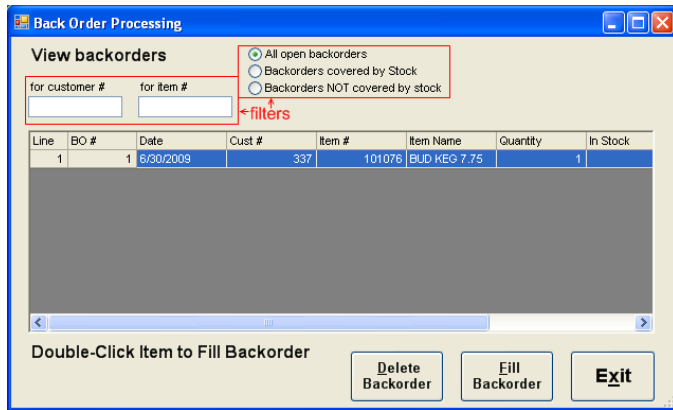 Back Order Processing
View backorders
All open backorders
Backorders covered by Stock
Backorders NOT covered by stock
for customer # for item #
filters
Line BO # Date Cust # Item # Item Name Quantity In Stock
1 1 6/30/2009 337 101076 BUD KEG 7.75 1
Double-Click Item to Fill Backorder
Delete Backorder
Fill Backorder
Exit